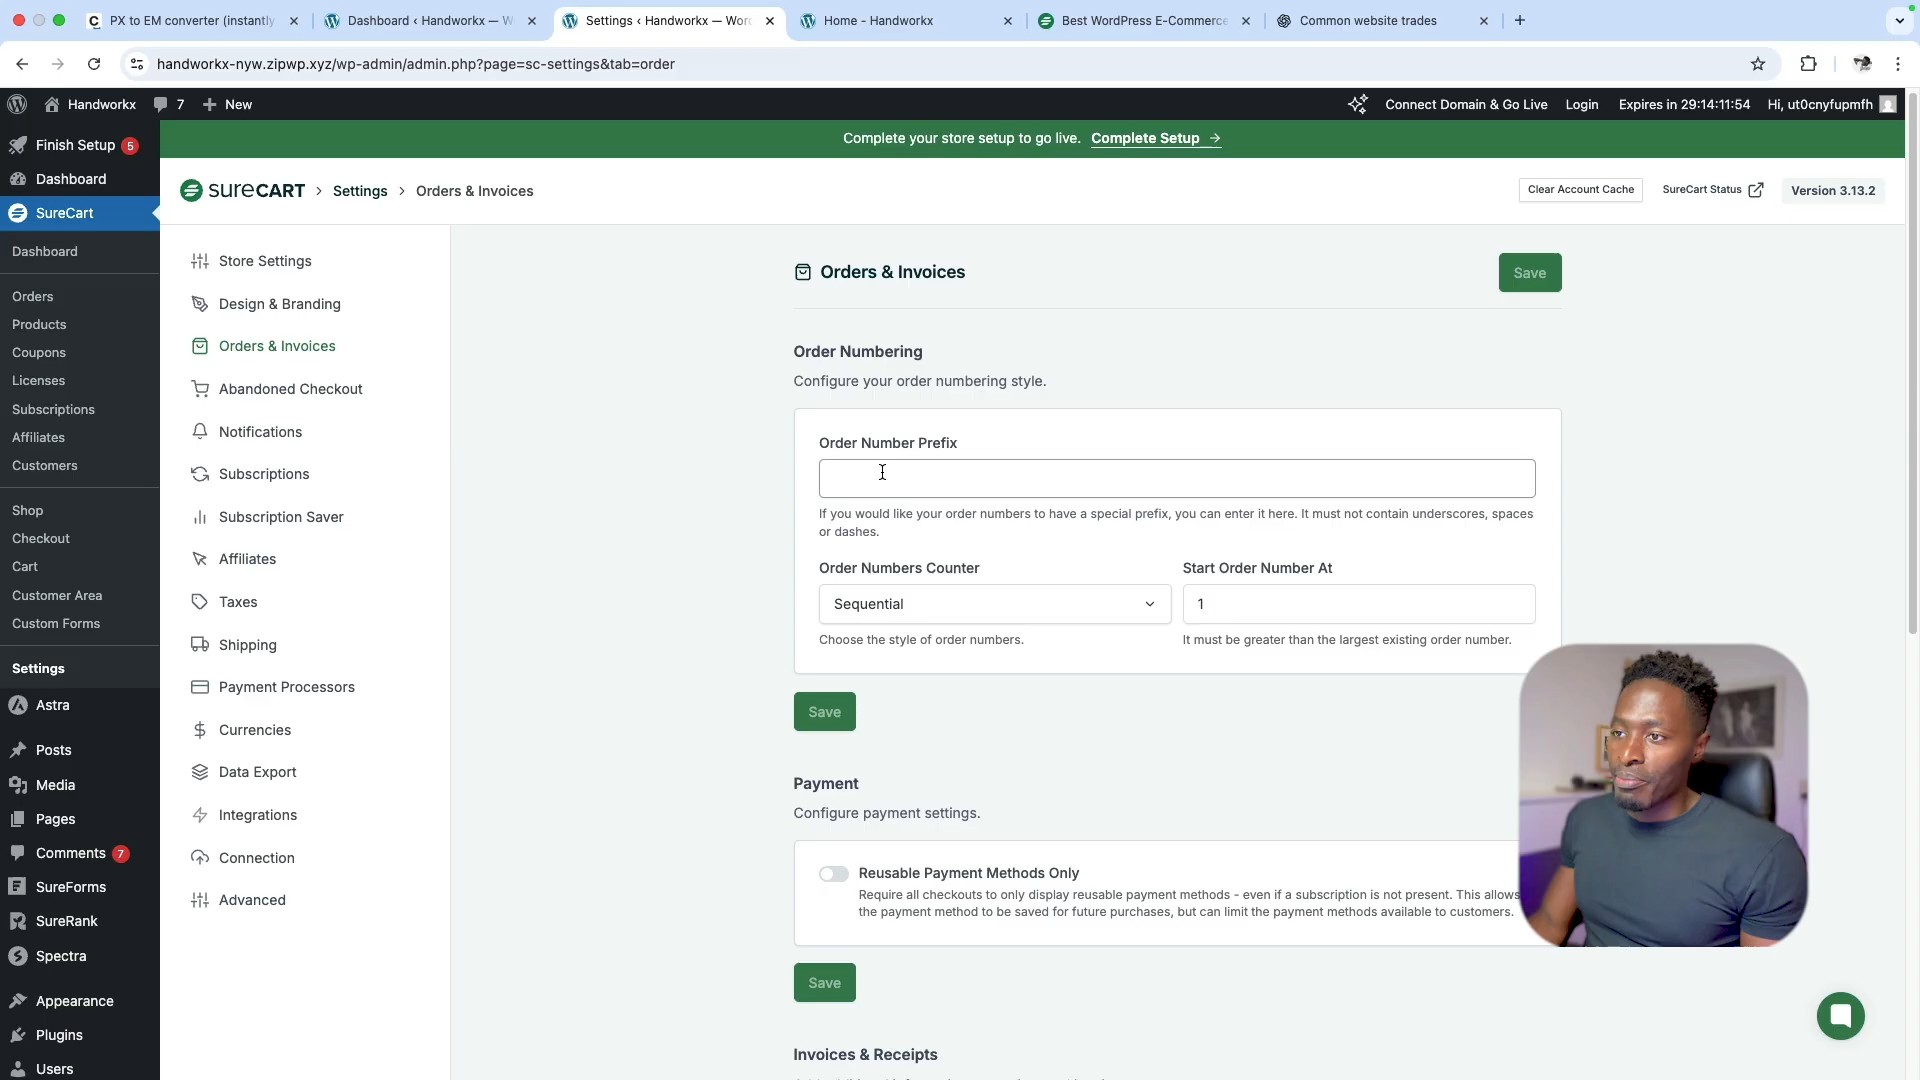 PX to EM converter (instantly
Dashboard ‹ Handworkx — W
Settings ‹ Handworkx — Wor
Home - Handworkx
Best WordPress E-Commerce
Common website trades
handworkx-nyw.zipwp.xyz/wp-admin/admin.php?page=sc-settings&tab=order
Handworkx
7
New
Connect Domain & Go Live
Login
Expires in 29:14:11:54
Hi, ut0cnyfupmfh
Complete your store setup to go live. Complete Setup →
Finish Setup 5
Dashboard
SureCart
Dashboard
Orders
Products
Coupons
Licenses
Subscriptions
Affiliates
Customers
Shop
Checkout
Cart
Customer Area
Custom Forms
Settings
Astra
Posts
Media
Pages
Comments 7
SureForms
SureRank
Spectra
Appearance
Plugins
Users
SURECART > Settings > Orders & Invoices
Clear Account Cache
SureCart Status
Version 3.13.2
Store Settings
Design & Branding
Orders & Invoices
Abandoned Checkout
Notifications
Subscriptions
Subscription Saver
Affiliates
Taxes
Shipping
Payment Processors
Currencies
Data Export
Integrations
Connection
Advanced
Orders & Invoices
Save
Order Numbering
Configure your order numbering style.
Order Number Prefix
If you would like your order numbers to have a special prefix, you can enter it here. It must not contain underscores, spaces
or dashes.
Order Numbers Counter
Sequential
Choose the style of order numbers.
Start Order Number At
1
It must be greater than the largest existing order number.
Save
Payment
Configure payment settings.
Reusable Payment Methods Only
Require all checkouts to only display reusable payment methods - even if a subscription is not present. This allows
the payment method to be saved for future purchases, but can limit the payment methods available to customers.
Save
Invoices & Receipts